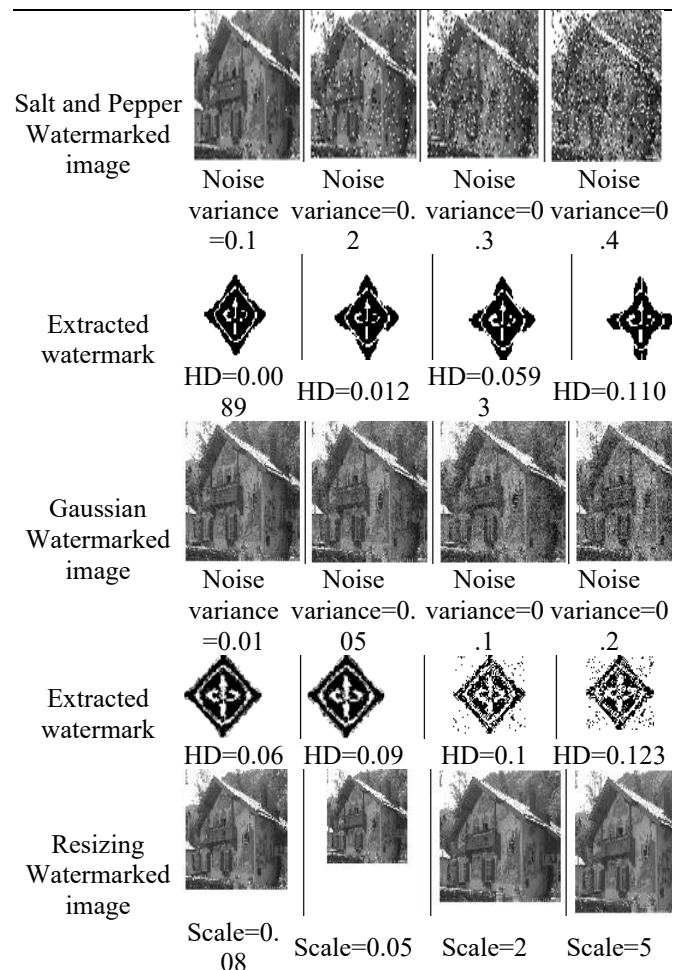 Salt and Pepper
Watermarked
image
Noise variance =0.1
Noise variance=0. 2
Noise variance=0 .3
Noise variance=0 .4
Extracted
watermark
HD=0.00 89
HD=0.012
HD=0.059 3
HD=0.110
Gaussian
Watermarked
image
Noise variance =0.01
Noise variance=0. 05
Noise variance=0 .1
Noise variance=0 .2
Extracted
watermark
HD=0.06
HD=0.09
HD=0.1
HD=0.123
Resizing
Watermarked
image
Scale=0. 08
Scale=0.05
Scale=2
Scale=5